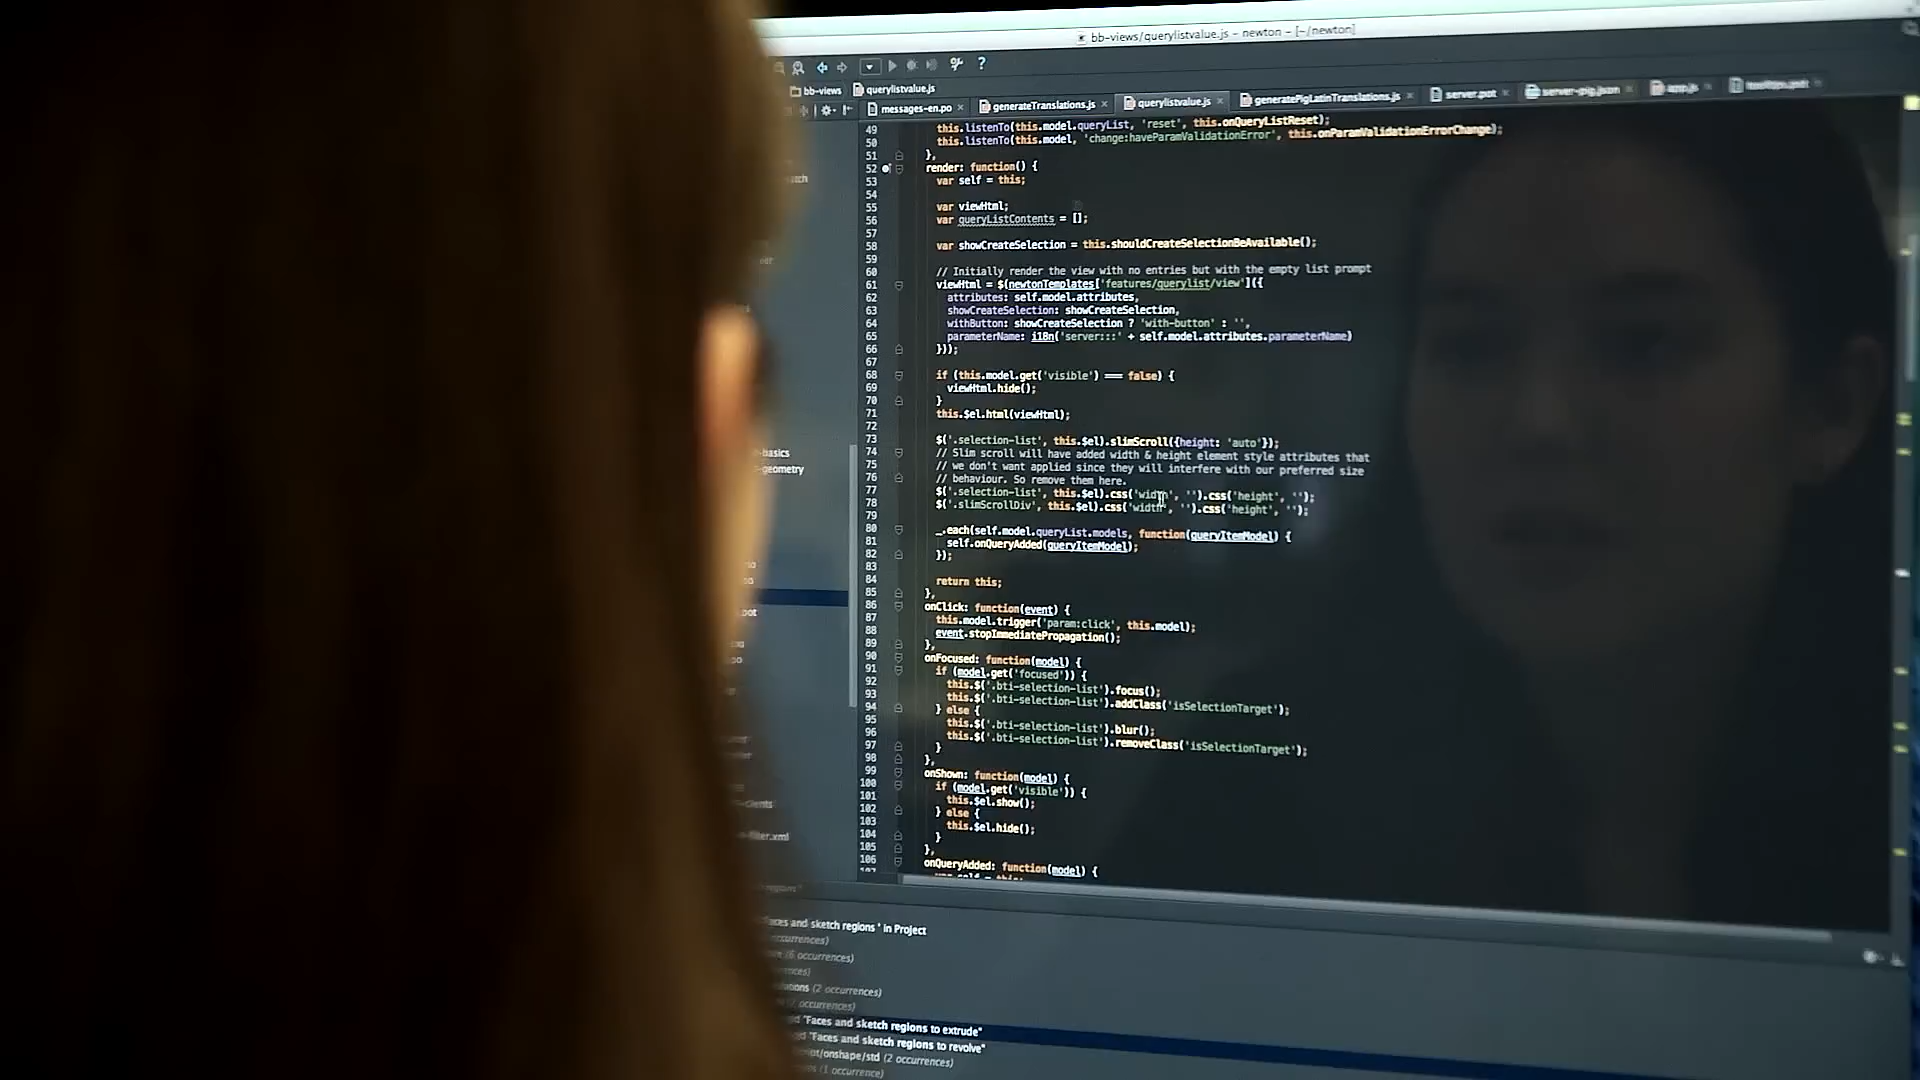 bb-views/querylistvalue.js - newton - [~/newton]
bb-views querylistvalue.js
messages-en.po generateTranslations.js querylistvalue.js generatePigLatinTranslations.js server.pot server-pig.json app.js
49 this.listenTo(this.model.queryList, 'reset', this.onQueryListReset);
50 this.listenTo(this.model, 'change:haveParamValidationError', this.onParamValidationErrorChange);
51 },
52 render: function() {
53 var self = this;
54
55 var viewHtml;
56 var queryListContents = [];
57
58 var showCreateSelection = this.shouldCreateSelectionBeAvailable();
59
60 // Initially render the view with no entries but with the empty list prompt
61 viewHtml = $(newtonTemplates['features/querylist/view']({
62 attributes: self.model.attributes,
63 showCreateSelection: showCreateSelection,
64 withButton: showCreateSelection ? 'with-button' : '',
65 parameterName: i18n('server:::' + self.model.attributes.parameterName)
66 }));
67
68 if (this.model.get('visible') === false) {
69 viewHtml.hide();
70 }
71 this.$el.html(viewHtml);
72
73 $('.selection-list', this.$el).slimScroll({height: 'auto'});
74 // Slim scroll will have added width & height element style attributes that
75 // we don't want applied since they will interfere with our preferred size
76 // behaviour. So remove them here.
77 $('.selection-list', this.$el).css('width', '').css('height', '');
78 $('.slimScrollDiv', this.$el).css('width', '').css('height', '');
79
80 _.each(self.model.queryList.models, function(queryItemModel) {
81 self.onQueryAdded(queryItemModel);
82 });
83
84 return this;
85 },
86 onClick: function(event) {
87 this.model.trigger('param:click', this.model);
88 event.stopImmediatePropagation();
89 },
90 onFocused: function(model) {
91 if (model.get('focused')) {
92 this.$('.bti-selection-list').focus();
93 this.$('.bti-selection-list').addClass('isSelectionTarget');
94 } else {
95 this.$('.bti-selection-list').blur();
96 this.$('.bti-selection-list').removeClass('isSelectionTarget');
97 }
98 },
99 onShown: function(model) {
100 if (model.get('visible')) {
101 this.$el.show();
102 } else {
103 this.$el.hide();
104 }
105 },
106 onQueryAdded: function(model) {
-basics
-geometry
-clients
-filter.xml
Faces and sketch regions ' in Project
(6 occurrences)
(2 occurrences)
"Faces and sketch regions to extrude"
"Faces and sketch regions to revolve"
/onshape/std (2 occurrences)
(1 occurrence)